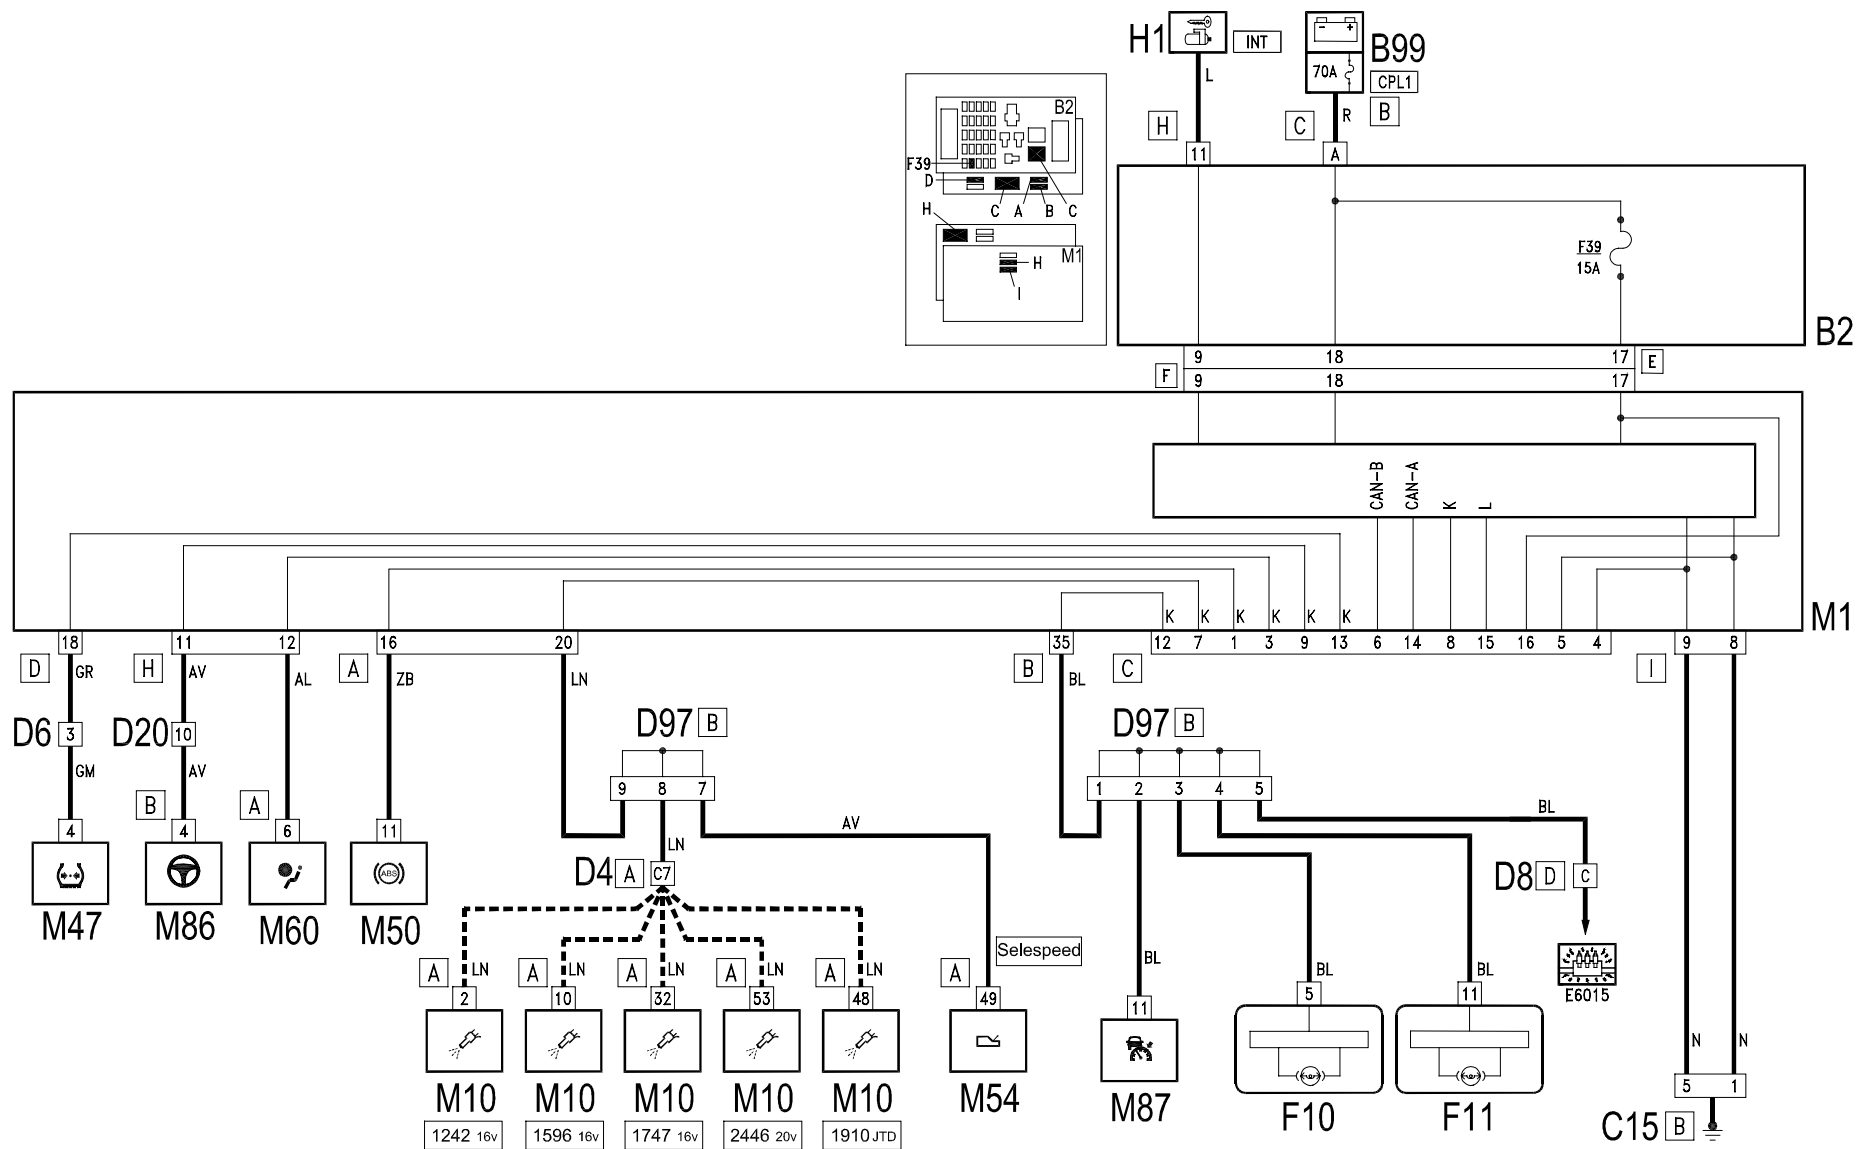 H1
INT
B99
70A
CPL1
L
R
B
H
C
11
A
B2
F39
D
C A B C
H
M1
H
I
F39
15A
B2
9 18 17
E
F
9 18 17
CAN-B
CAN-A
K
L
M1
K K K K K K
18 11 12 16 20 35 12 7 1 3 9 13 6 14 8 15 16 5 4 9 8
D H A B C I
GR AV AL ZB LN BL
D97 B
D97 B
D6 3
D20 10
GM AV
9 8 7
1 2 3 4 5
B A
AV
BL
4 4 6 11
LN
ABS
D4 A C7
D8 D C
M47 M86 M60 M50
Selespeed
A A A A A A
LN LN LN LN LN
BL BL BL
2 10 32 53 48 49
11 5 11
E6015
N N
5 1
M10 M10 M10 M10 M10 M54 M87 F10 F11
C15 B
1242 16v
1596 16v
1747 16v
2446 20v
1910 JTD